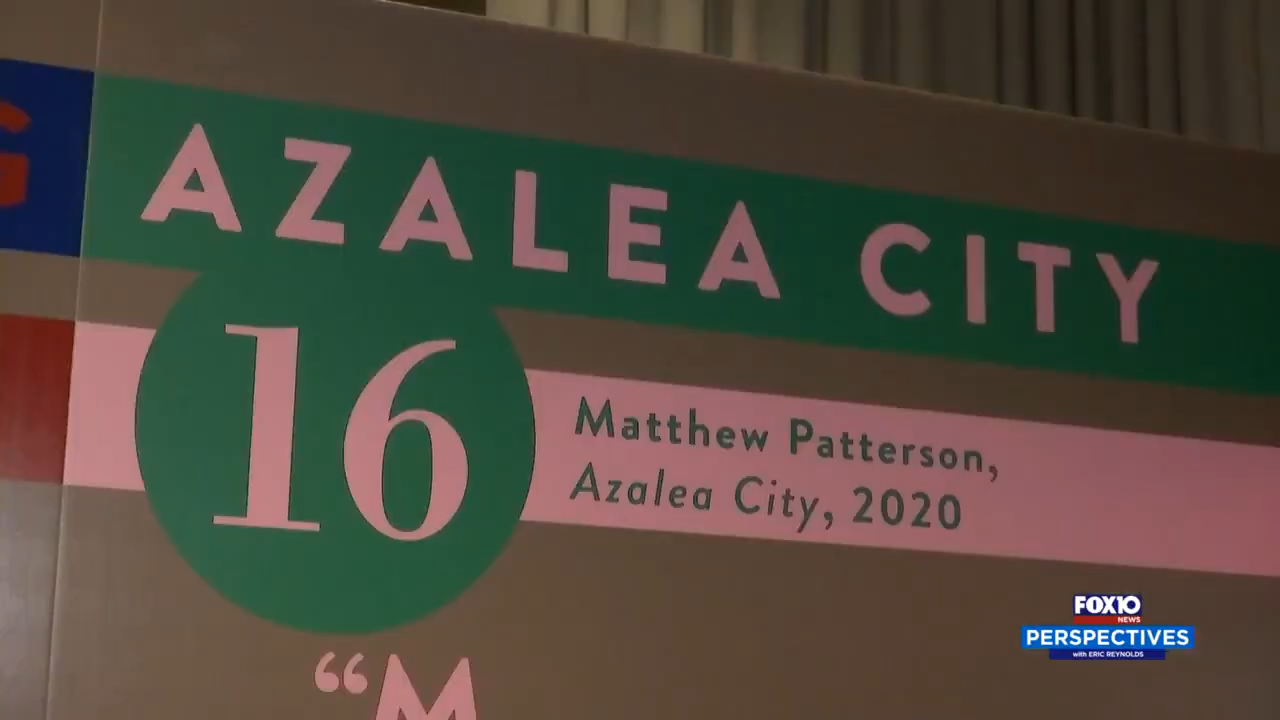 G
AZALEA CITY
16
Matthew Patterson,
Azalea City, 2020
“M
FOX10
NEWS
PERSPECTIVES
with ERIC REYNOLDS